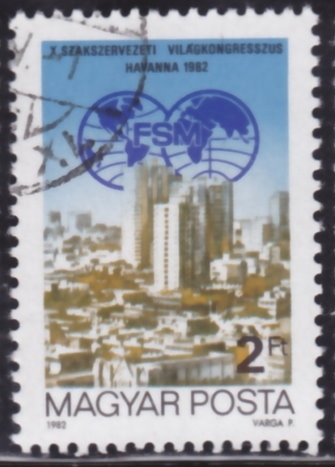 X. SZAKSZERVEZETI VILÁGKONGRESSZUS
HAVANNA 1982
FSM
2 Ft
MAGYAR POSTA
1982 VARGA P.